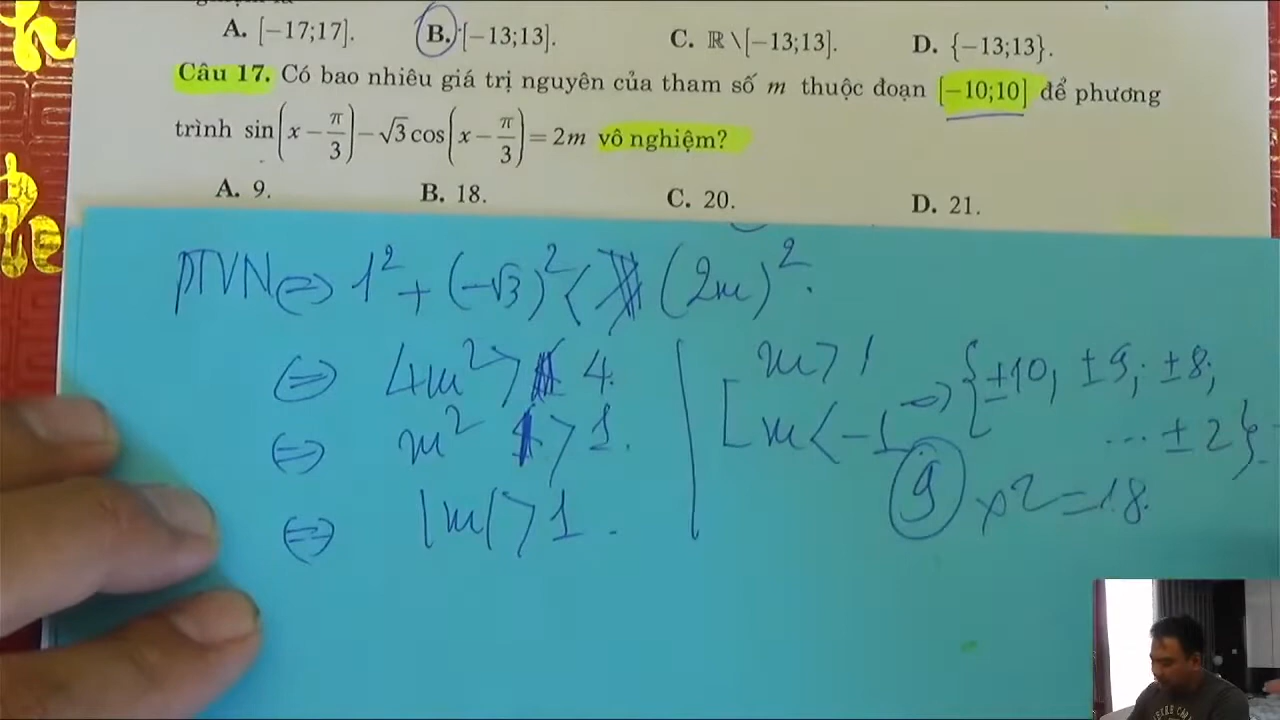 A. [−17;17]. B. [−13;13]. C. ℝ\[−13;13]. D. {−13;13}.
Câu 17. Có bao nhiêu giá trị nguyên của tham số m thuộc đoạn [−10;10] để phương
trình sin(x − π/3) − √3 cos(x − π/3) = 2m vô nghiệm?
A. 9. B. 18. C. 20. D. 21.
PTVN ⇔ 1² + (−√3)² < (2m)².
⇔ 4m² > 4.
⇔ m² > 1.
⇔ |m| > 1.
[ m > 1
m < −1 ⇒ {±10, ±9; ±8;
... ±2}.
9 × 2 = 18.